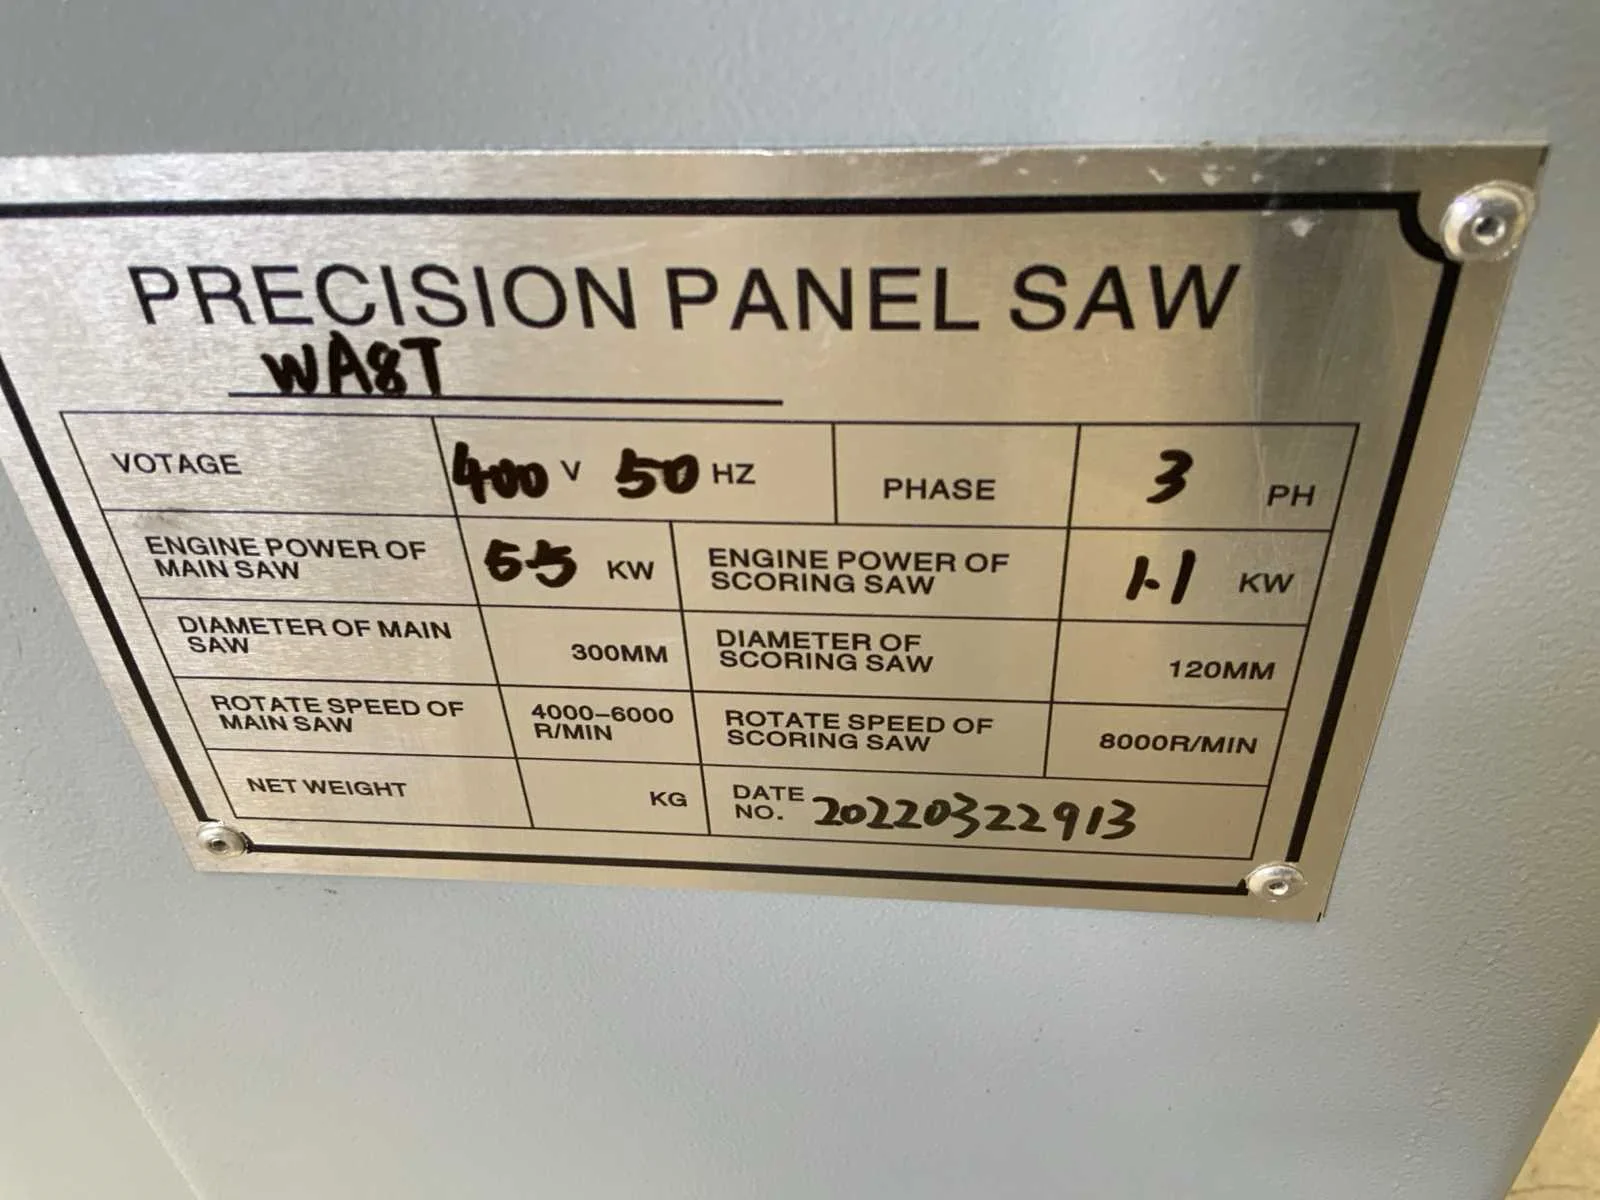 PRECISION PANEL SAW
WA8T
VOTAGE 400 V 50 HZ PHASE 3 PH
ENGINE POWER OF
MAIN SAW
5.5 KW
ENGINE POWER OF
SCORING SAW
1.1 KW
DIAMETER OF MAIN
SAW
300MM
DIAMETER OF
SCORING SAW
120MM
ROTATE SPEED OF
MAIN SAW
4000-6000
R/MIN
ROTATE SPEED OF
SCORING SAW
8000R/MIN
NET WEIGHT KG
DATE
NO. 20220322913